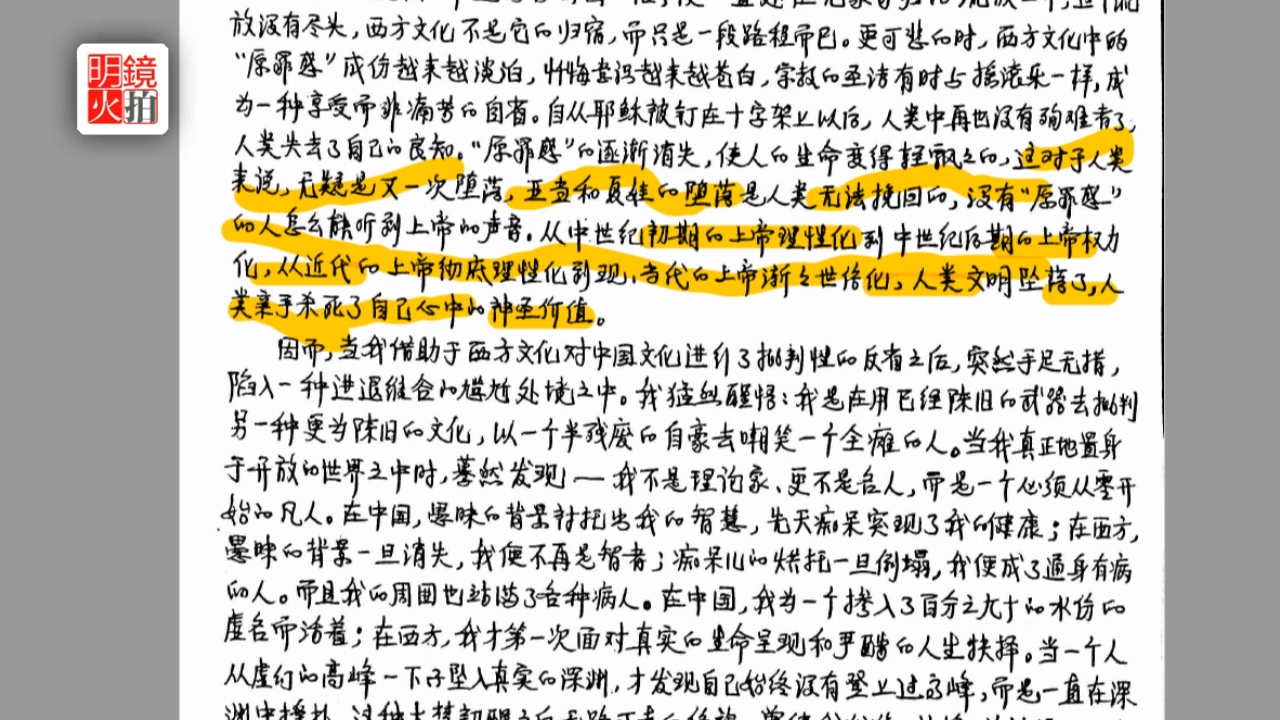 明鏡
火拍
放没有尽头，西方文化不是它的归宿，而只是一段路程而已。更可悲的时，西方文化中的
“原罪感”成份越来越淡泊，忏悔意识越来越苍白，宗教的圣洁有时与摇滚乐一样，成
为一种享受而非痛苦的自省。自从耶稣被钉在十字架上以后，人类中再也没有殉难者了，
人类失去了自己的良知。“原罪感”的逐渐消失，使人的生命变得轻飘之的，这对于人类
来说，无疑是又一次堕落，亚当和夏娃的堕落是人类无法挽回的，没有“原罪感”
的人怎么能听到上帝的声音。从中世纪初期的上帝理性化到中世纪后期的上帝权力
化，从近代的上帝彻底理性化到现、当代的上帝渐之世俗化，人类文明坠落了，人
类亲手杀死了自己心中的神圣价值。
因而，当我借助于西方文化对中国文化进行了批判性的反省之后，突然手足无措，
陷入一种进退维谷的尴尬处境之中。我猛然醒悟：我是在用已经陈旧的武器去批判
另一种更为陈旧的文化，以一个半残废的自豪去嘲笑一个全瘫的人。当我真正地置身
于开放的世界之中时，蓦然发现——我不是理论家、更不是名人，而是一个必须从零开
始的凡人。在中国，愚昧的背景衬托出我的智慧，先天痴呆突现了我的健康；在西方，
愚昧的背景一旦消失，我便不再是智者；痴呆儿的烘托一旦倒塌，我便成了通身有病
的人。而且我的周围也站满了各种病人。在中国，我为一个掺入了百分之九十的水份的
虚名而活着；在西方，我才第一次面对真实的生命呈现和严酷的人生抉择。当一个人
从虚幻的高峰一下子坠入真实的深渊，才发现自己始终没有登上过高峰，而是一直在深